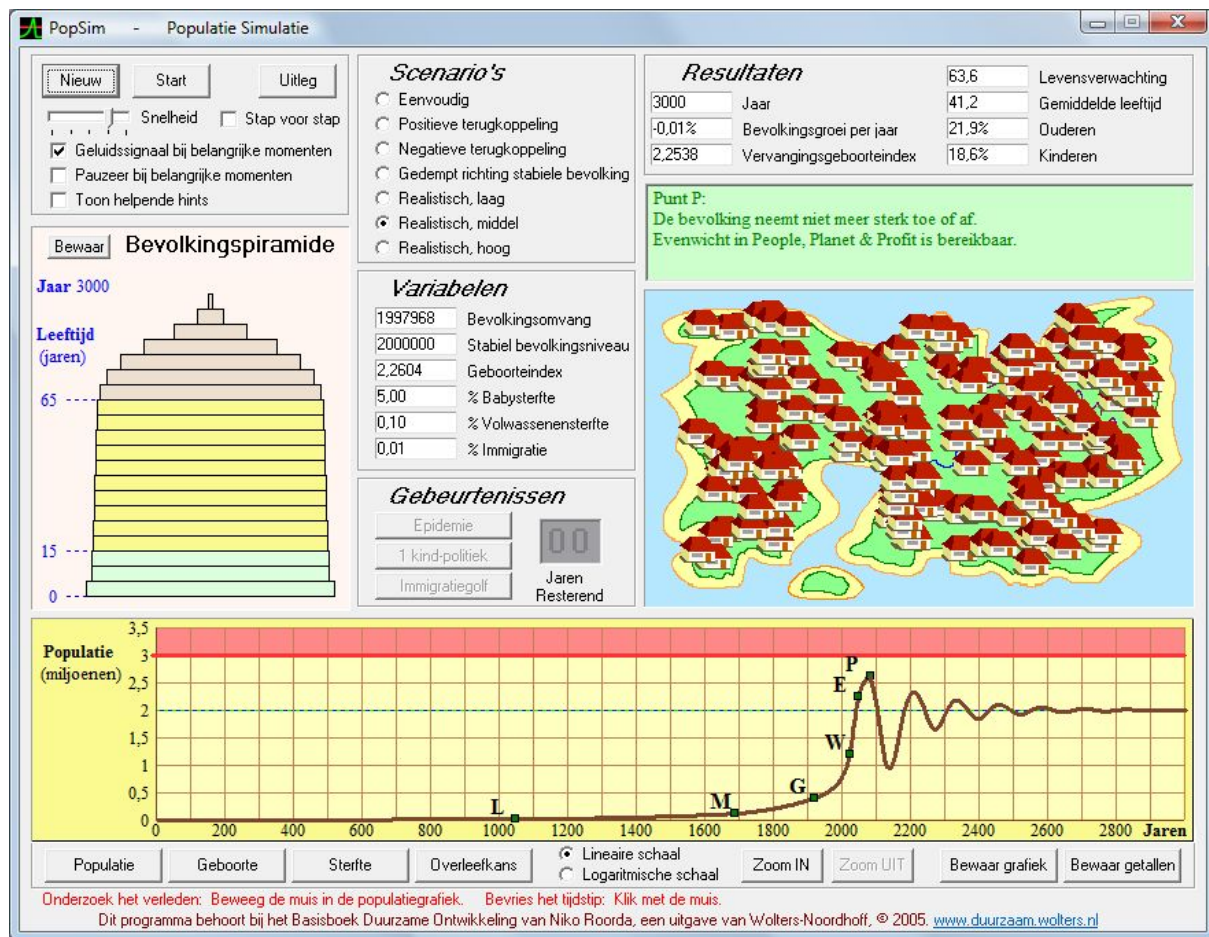 PopSim - Populatie Simulatie
Nieuw Start Uitleg
Snelheid Stap voor stap
Geluidssignaal bij belangrijke momenten
Pauzeer bij belangrijke momenten
Toon helpende hints
Bewaar Bevolkingspiramide
Jaar 3000
Leeftijd
(jaren)
65
15
0
Scenario's
Eenvoudig
Positieve terugkoppeling
Negatieve terugkoppeling
Gedempt richting stabiele bevolking
Realistisch, laag
Realistisch, middel
Realistisch, hoog
Variabelen
1997968 Bevolkingsomvang
2000000 Stabiel bevolkingsniveau
2,2604 Geboorteindex
5,00 % Babysterfte
0,10 % Volwassenensterfte
0,01 % Immigratie
Gebeurtenissen
Epidemie
1 kind-politiek
Immigratiegolf
00
Jaren
Resterend
Resultaten
3000 Jaar
-0,01% Bevolkingsgroei per jaar
2,2538 Vervangingsgeboorteindex
63,6 Levensverwachting
41,2 Gemiddelde leeftijd
21,9% Ouderen
18,6% Kinderen
Punt P:
De bevolking neemt niet meer sterk toe of af.
Evenwicht in People, Planet & Profit is bereikbaar.
Populatie
(miljoenen)
3,5
3
2,5
2
1,5
1
0,5
0
L M G W E P
0 200 400 600 800 1000 1200 1400 1600 1800 2000 2200 2400 2600 2800 Jaren
Populatie Geboorte Sterfte Overleefkans
Lineaire schaal
Logaritmische schaal
Zoom IN Zoom UIT Bewaar grafiek Bewaar getallen
Onderzoek het verleden: Beweeg de muis in de populatiegrafiek. Bevries het tijdstip: Klik met de muis.
Dit programma behoort bij het Basisboek Duurzame Ontwikkeling van Niko Roorda, een uitgave van Wolters-Noordhoff, © 2005. www.duurzaam.wolters.nl